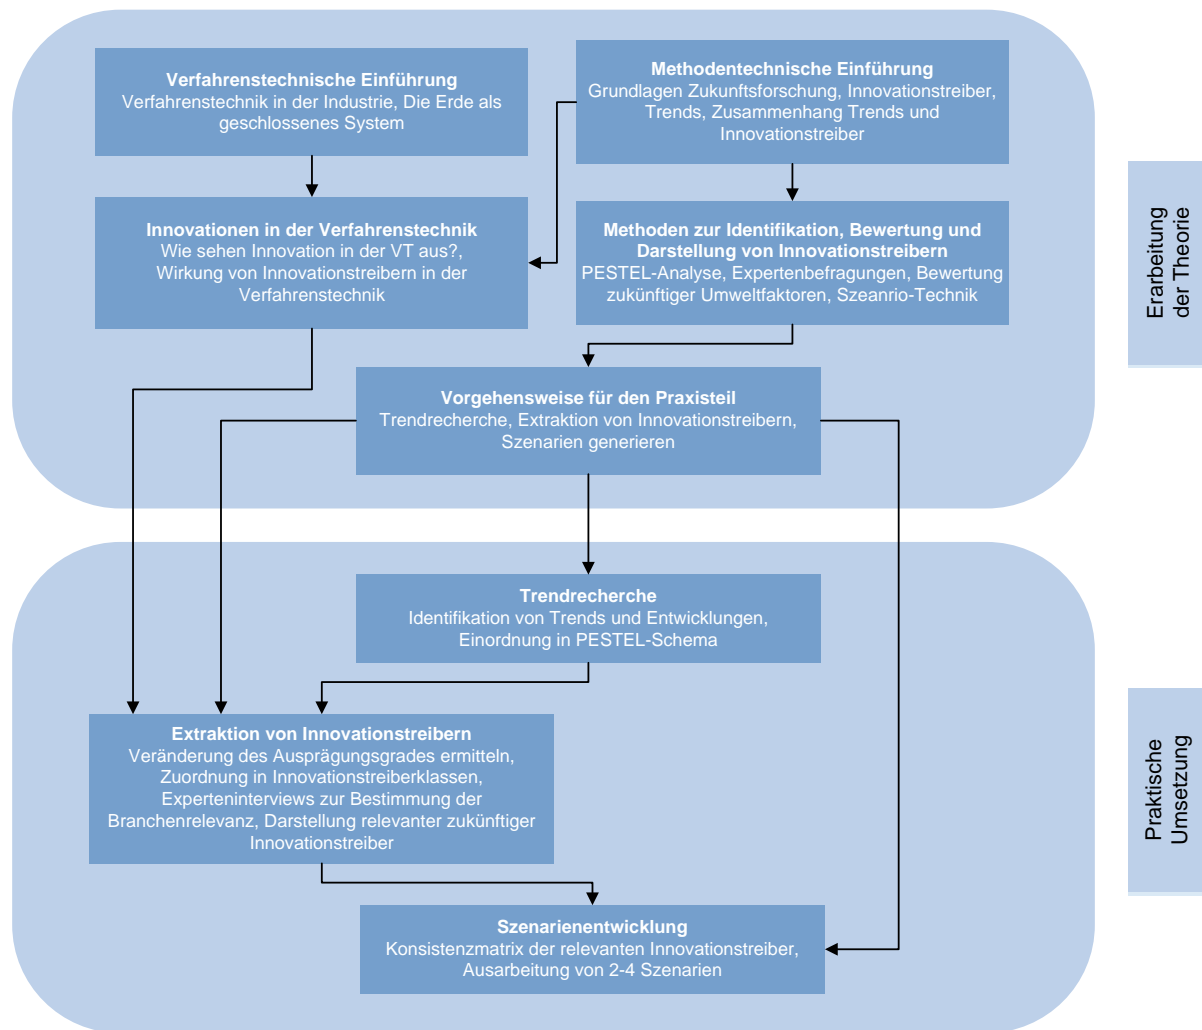 Verfahrenstechnische Einführung
Verfahrenstechnik in der Industrie, Die Erde als
geschlossenes System
Methodentechnische Einführung
Grundlagen Zukunftsforschung, Innovationstreiber,
Trends, Zusammenhang Trends und
Innovationstreiber
Innovationen in der Verfahrenstechnik
Wie sehen Innovation in der VT aus?,
Wirkung von Innovationstreibern in der
Verfahrenstechnik
Methoden zur Identifikation, Bewertung und
Darstellung von Innovationstreibern
PESTEL-Analyse, Expertenbefragungen, Bewertung
zukünftiger Umweltfaktoren, Szeanrio-Technik
Vorgehensweise für den Praxisteil
Trendrecherche, Extraktion von Innovationstreibern,
Szenarien generieren
Erarbeitung
der Theorie
Trendrecherche
Identifikation von Trends und Entwicklungen,
Einordnung in PESTEL-Schema
Extraktion von Innovationstreibern
Veränderung des Ausprägungsgrades ermitteln,
Zuordnung in Innovationstreiberklassen,
Experteninterviews zur Bestimmung der
Branchenrelevanz, Darstellung relevanter zukünftiger
Innovationstreiber
Szenarienentwicklung
Konsistenzmatrix der relevanten Innovationstreiber,
Ausarbeitung von 2-4 Szenarien
Praktische
Umsetzung